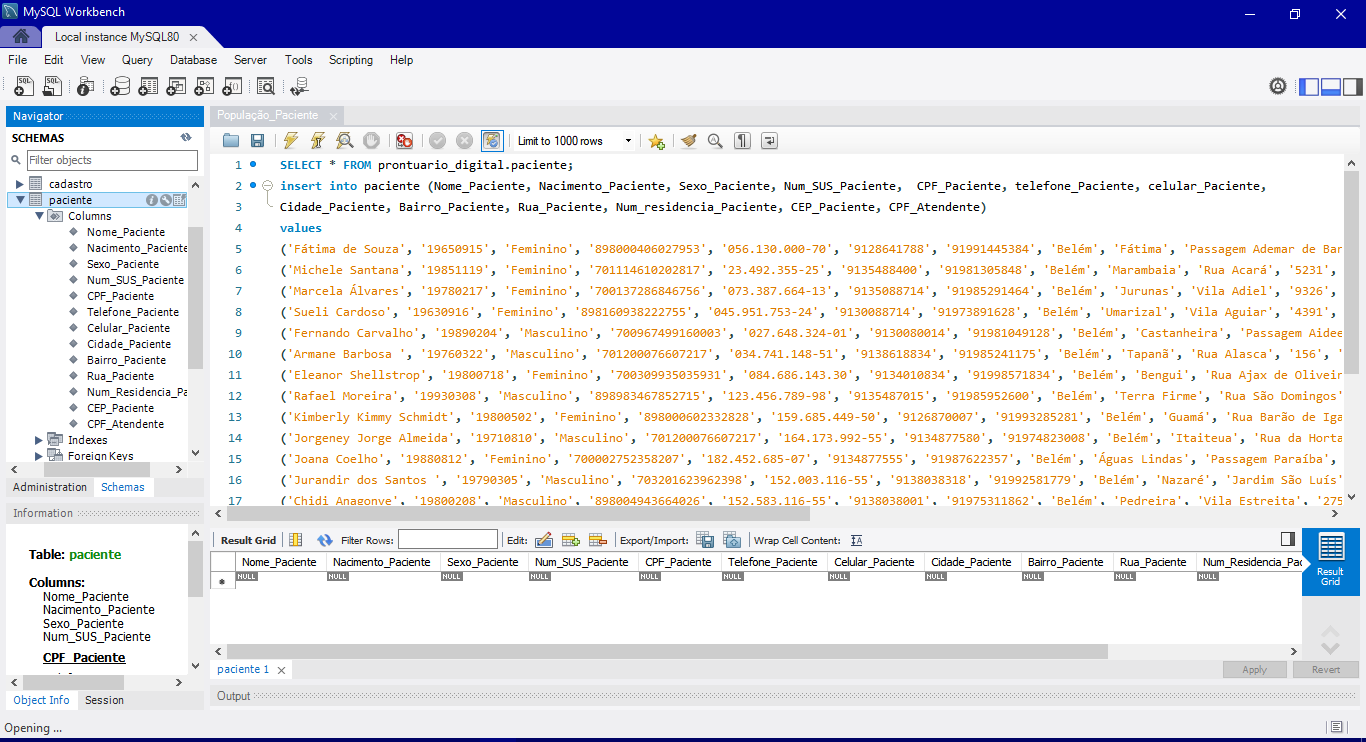 MySQL Workbench
Local instance MySQL80
File Edit View Query Database Server Tools Scripting Help
Navigator
SCHEMAS
Filter objects
cadastro
paciente
Columns
Nome_Paciente
Nacimento_Paciente
Sexo_Paciente
Num_SUS_Paciente
CPF_Paciente
Telefone_Paciente
Celular_Paciente
Cidade_Paciente
Bairro_Paciente
Rua_Paciente
Num_Residencia_Pa
CEP_Paciente
CPF_Atendente
Indexes
Foreign Keys
Administration Schemas
Information
Table: paciente
Columns:
Nome_Paciente
Nacimento_Paciente
Sexo_Paciente
Num_SUS_Paciente
CPF_Paciente
Object Info Session
População_Paciente
Limit to 1000 rows
1 SELECT * FROM prontuario_digital.paciente;
2 insert into paciente (Nome_Paciente, Nacimento_Paciente, Sexo_Paciente, Num_SUS_Paciente,  CPF_Paciente, telefone_Paciente, celular_Paciente,
3 Cidade_Paciente, Bairro_Paciente, Rua_Paciente, Num_residencia_Paciente, CEP_Paciente, CPF_Atendente)
4 values
5 ('Fátima de Souza', '19650915', 'Feminino', '898000406027953', '056.130.000-70', '9128641788', '91991445384', 'Belém', 'Fátima', 'Passagem Ademar de Bar
6 ('Michele Santana', '19851119', 'Feminino', '701114610202817', '23.492.355-25', '9135488400', '91981305848', 'Belém', 'Marambaia', 'Rua Acará', '5231',
7 ('Marcela Álvares', '19780217', 'Feminino', '700137286846756', '073.387.664-13', '9135088714', '91985291464', 'Belém', 'Jurunas', 'Vila Adiel', '9326',
8 ('Sueli Cardoso', '19630916', 'Feminino', '898160938222755', '045.951.753-24', '9130088714', '91973891628', 'Belém', 'Umarizal', 'Vila Aguiar', '4391',
9 ('Fernando Carvalho', '19890204', 'Masculino', '700967499160003', '027.648.324-01', '9130080014', '91981049128', 'Belém', 'Castanheira', 'Passagem Aidee
10 ('Armane Barbosa ', '19760322', 'Masculino', '701200076607217', '034.741.148-51', '9138618834', '91985241175', 'Belém', 'Tapanã', 'Rua Alasca', '156', '
11 ('Eleanor Shellstrop', '19800718', 'Feminino', '700309935035931', '084.686.143.30', '9134010834', '91998571834', 'Belém', 'Bengui', 'Rua Ajax de Oliveir
12 ('Rafael Moreira', '19930308', 'Masculino', '898983467852715', '123.456.789-98', '9135487015', '91985952600', 'Belém', 'Terra Firme', 'Rua São Domingos'
13 ('Kimberly Kimmy Schmidt', '19800502', 'Feminino', '898000602332828', '159.685.449-50', '9126870007', '91993285281', 'Belém', 'Guamá', 'Rua Barão de Iga
14 ('Jorgeney Jorge Almeida', '19710810', 'Masculino', '701200076607217', '164.173.992-55', '9134877580', '91974823008', 'Belém', 'Itaiteua', 'Rua da Horta
15 ('Joana Coelho', '19880812', 'Feminino', '700002752358207', '182.452.685-07', '9134877555', '91987622357', 'Belém', 'Águas Lindas', 'Passagem Paraíba',
16 ('Jurandir dos Santos ', '19790305', 'Masculino', '703201623962398', '152.003.116-55', '9138038318', '91992581779', 'Belém', 'Nazaré', 'Jardim São Luís'
17 ('Chidi Anagonye', '19800208', 'Masculino', '898004943664026', '152.583.116-55', '9138038001', '91975311862', 'Belém', 'Pedreira', 'Vila Estreita', '275
Result Grid Filter Rows: Edit: Export/Import: Wrap Cell Content:
Nome_Paciente Nacimento_Paciente Sexo_Paciente Num_SUS_Paciente CPF_Paciente Telefone_Paciente Celular_Paciente Cidade_Paciente Bairro_Paciente Rua_Paciente Num_Residencia_Pac
NULL NULL NULL NULL NULL NULL NULL NULL NULL NULL NULL
Result
Grid
paciente 1
Apply Revert
Output
Opening ...